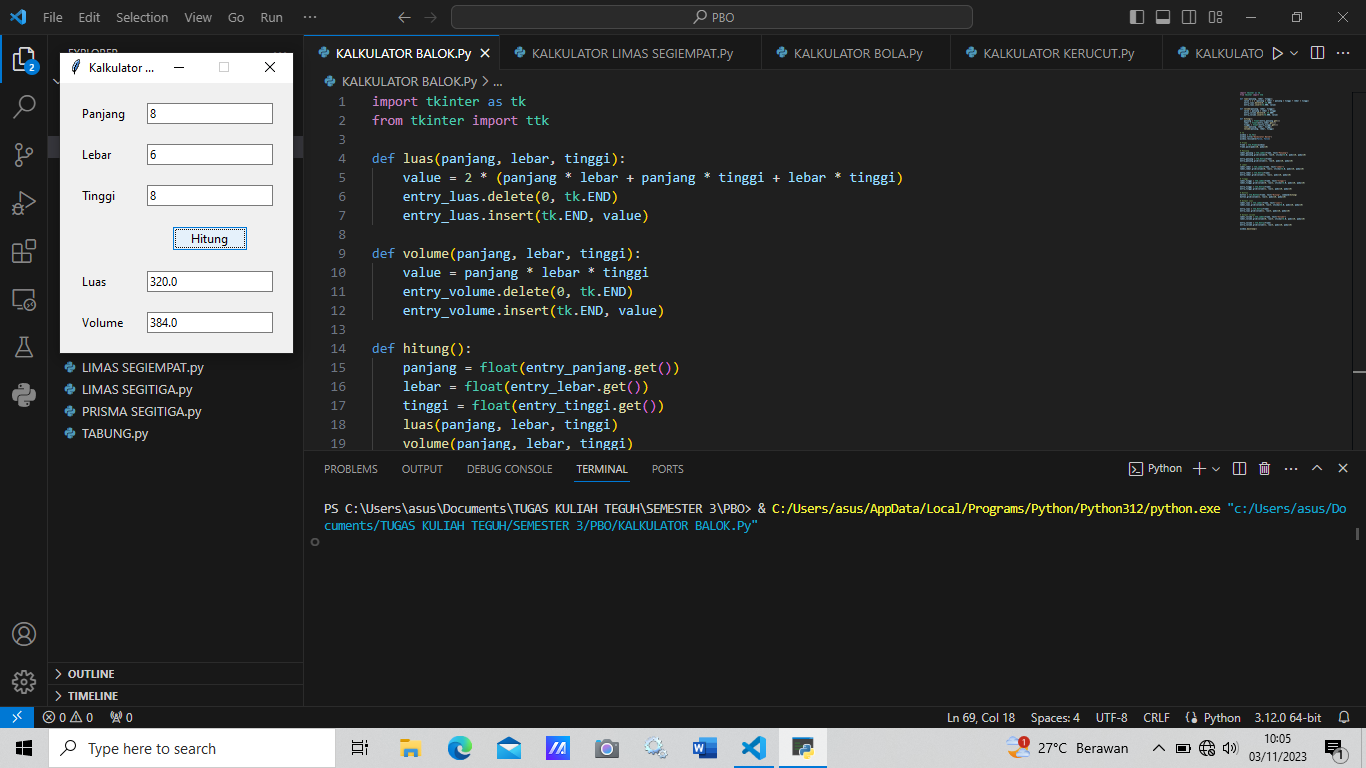 File Edit Selection View Go Run ··· PBO
EXPLORER
KALKULATOR BALOK.Py KALKULATOR LIMAS SEGIEMPAT.Py KALKULATOR BOLA.Py KALKULATOR KERUCUT.Py KALKULATO
KALKULATOR BALOK.Py > ...
Kalkulator ...
Panjang 8
Lebar 6
Tinggi 8
Hitung
Luas 320.0
Volume 384.0
LIMAS SEGIEMPAT.py
LIMAS SEGITIGA.py
PRISMA SEGITIGA.py
TABUNG.py
OUTLINE
TIMELINE
1 import tkinter as tk
2 from tkinter import ttk
3
4 def luas(panjang, lebar, tinggi):
5 value = 2 * (panjang * lebar + panjang * tinggi + lebar * tinggi)
6 entry_luas.delete(0, tk.END)
7 entry_luas.insert(tk.END, value)
8
9 def volume(panjang, lebar, tinggi):
10 value = panjang * lebar * tinggi
11 entry_volume.delete(0, tk.END)
12 entry_volume.insert(tk.END, value)
13
14 def hitung():
15 panjang = float(entry_panjang.get())
16 lebar = float(entry_lebar.get())
17 tinggi = float(entry_tinggi.get())
18 luas(panjang, lebar, tinggi)
19 volume(panjang, lebar, tinggi)
PROBLEMS OUTPUT DEBUG CONSOLE TERMINAL PORTS Python
PS C:\Users\asus\Documents\TUGAS KULIAH TEGUH\SEMESTER 3\PBO> & C:/Users/asus/AppData/Local/Programs/Python/Python312/python.exe "c:/Users/asus/Do
cuments/TUGAS KULIAH TEGUH/SEMESTER 3/PBO/KALKULATOR BALOK.Py"
2
0 0 0 Ln 69, Col 18 Spaces: 4 UTF-8 CRLF Python 3.12.0 64-bit
Type here to search 1 27°C Berawan 10:05
03/11/2023 1